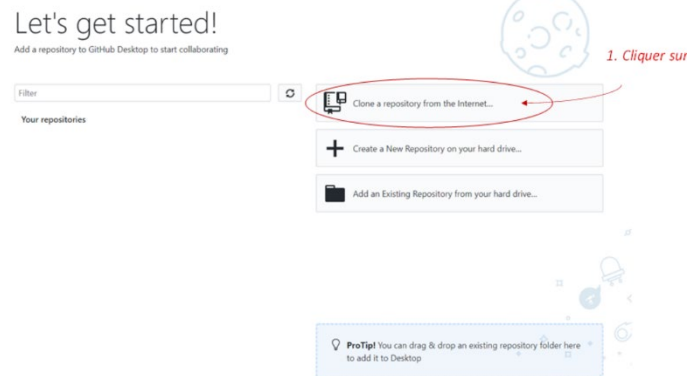 Let's get started!
Add a repository to GitHub Desktop to start collaborating
1. Cliquer sur
Filter
Your repositories
Clone a repository from the Internet...
Create a New Repository on your hard drive...
Add an Existing Repository from your hard drive...
ProTip! You can drag & drop an existing repository folder here
to add it to Desktop